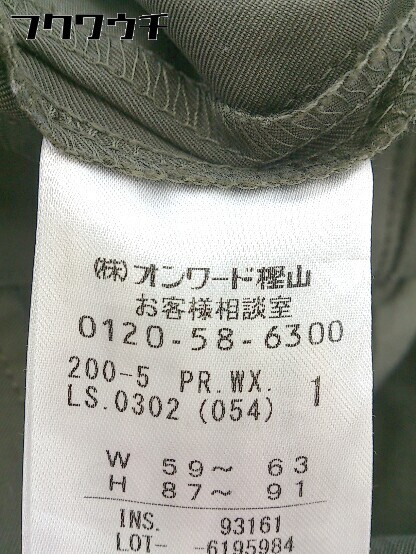 フクワウチ
(株)オンワード樫山
お客様相談室
0120-58-6300
200-5 PR.WX. 1
LS.0302 (054)
W 59～ 63
H 87～ 91
INS. 93161
LOT- -6195984